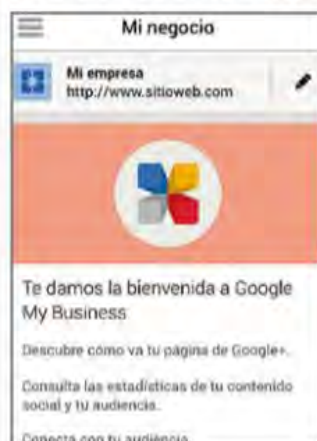 Mi negocio
Mi empresa
http://www.sitioweb.com
Te damos la bienvenida a Google
My Business
Descubre cómo va tu página de Google+.
Consulta las estadísticas de tu contenido
social y tu audiencia.
Conecta con tu audiencia